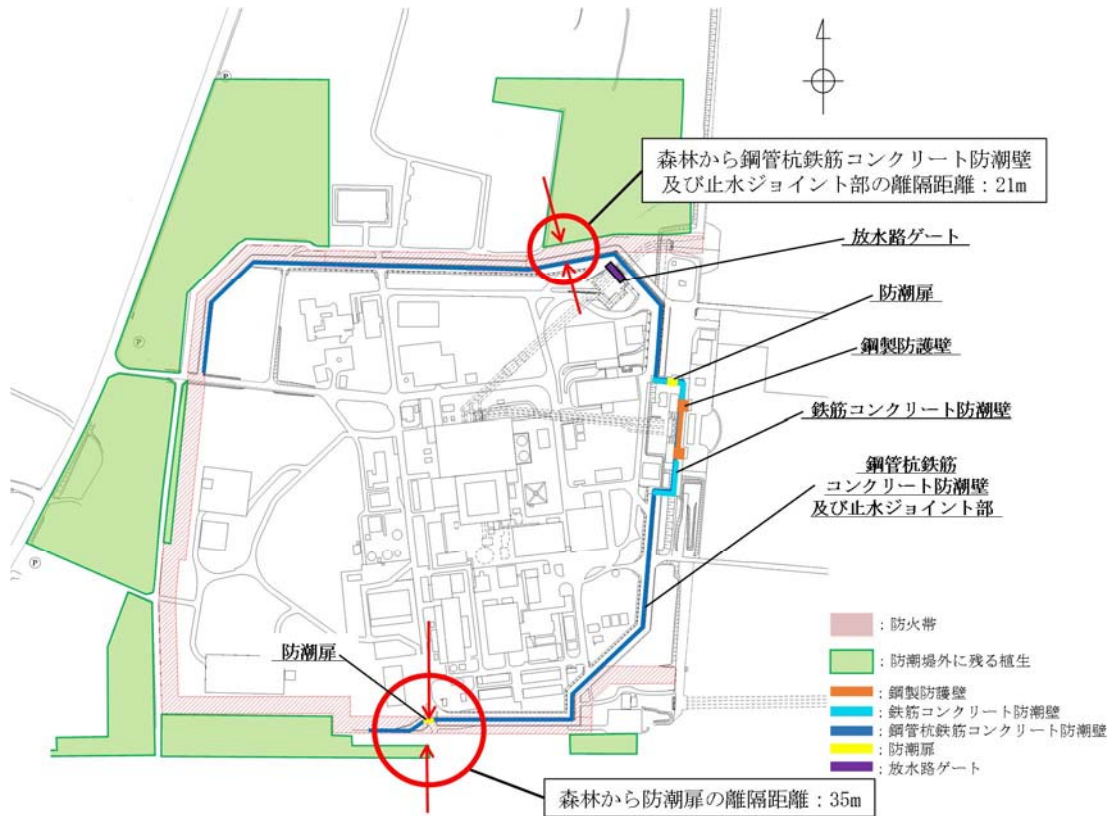 森林から鋼管杭鉄筋コンクリート防潮壁
及び止水ジョイント部の離隔距離：21m
放水路ゲート
防潮扉
鋼製防護壁
鉄筋コンクリート防潮壁
鋼管杭鉄筋
コンクリート防潮壁
及び止水ジョイント部
防潮扉
森林から防潮扉の離隔距離：35m
：防火帯
：防潮堤外に残る植生
：鋼製防護壁
：鉄筋コンクリート防潮壁
：鋼管杭鉄筋コンクリート防潮壁
：防潮扉
：放水路ゲート
P
P
P